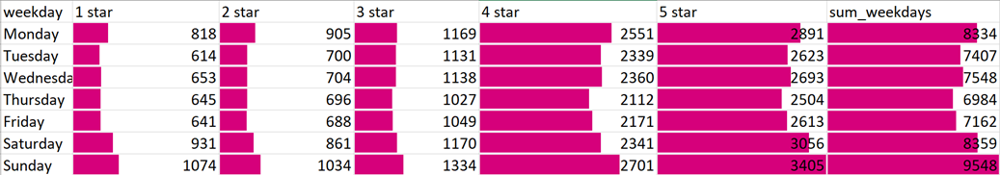 weekday 1 star 2 star 3 star 4 star 5 star sum_weekdays
Monday 818 905 1169 2551 2891 8334
Tuesday 614 700 1131 2339 2623 7407
Wednesda 653 704 1138 2360 2693 7548
Thursday 645 696 1027 2112 2504 6984
Friday 641 688 1049 2171 2613 7162
Saturday 931 861 1170 2341 3056 8359
Sunday 1074 1034 1334 2701 3405 9548